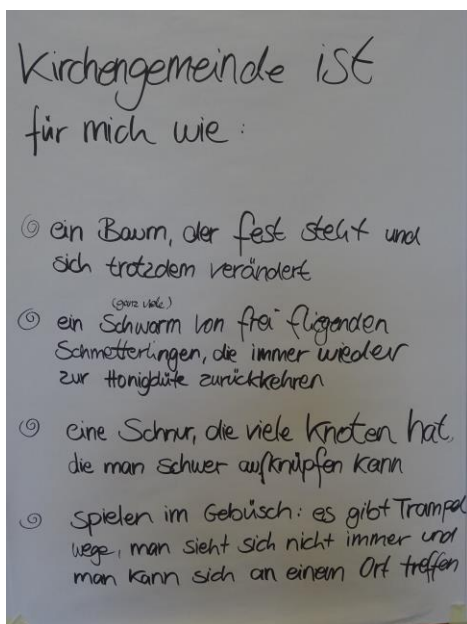 Kirchengemeinde ist
für mich wie:
ein Baum, der fest steht und
sich trotzdem verändert
(ganz viele)
ein Schwarm von frei fliegenden
Schmetterlingen, die immer wieder
zur Honigblüte zurückkehren
eine Schnur, die viele Knoten hat,
die man schwer aufknüpfen kann
spielen im Gebüsch: es gibt Trampel
wege, man sieht sich nicht immer und
man kann sich an einem Ort treffen